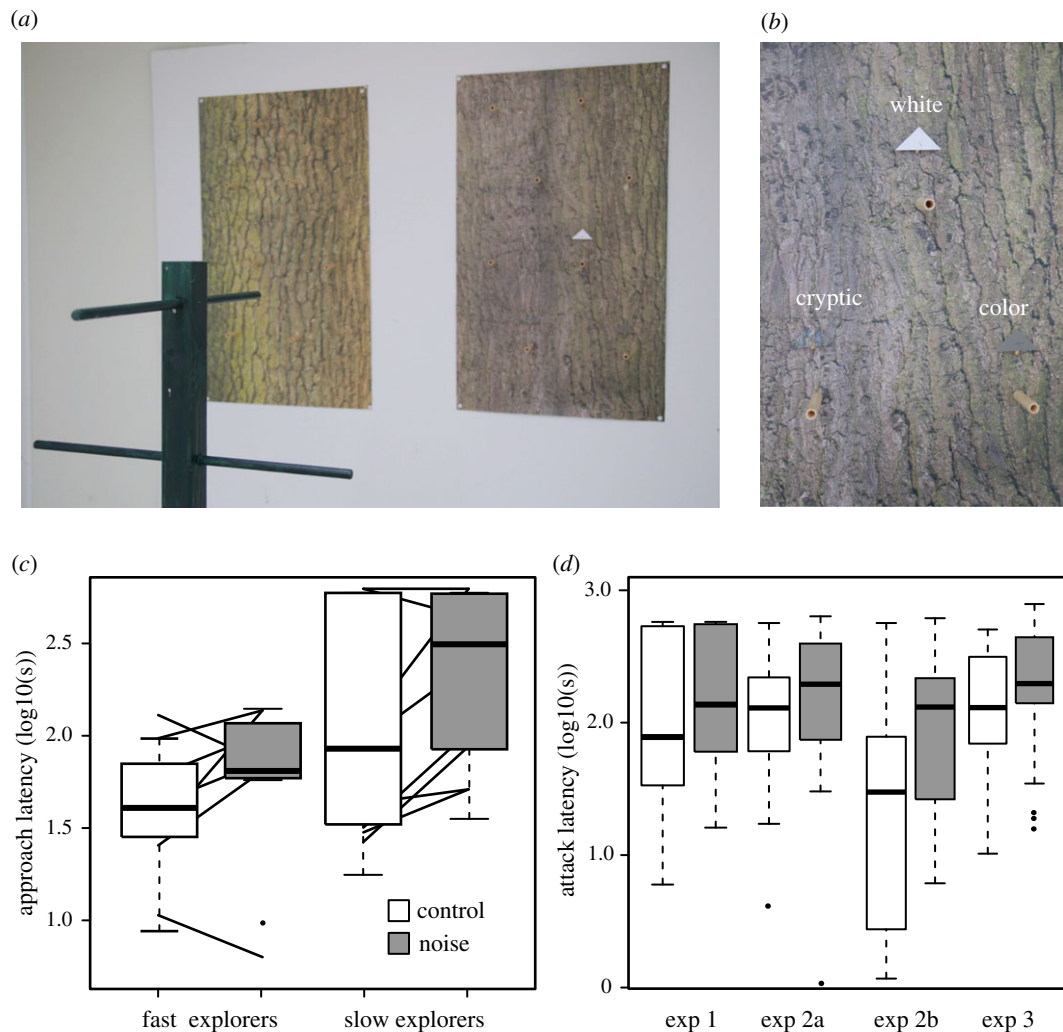 (a)
(b)
white
cryptic
color
(c)
approach latency (log10(s))
2.5
2.0
1.5
1.0
control
noise
fast explorers
slow explorers
(d)
attack latency (log10(s))
3.0
2.0
1.0
0
exp 1
exp 2a
exp 2b
exp 3